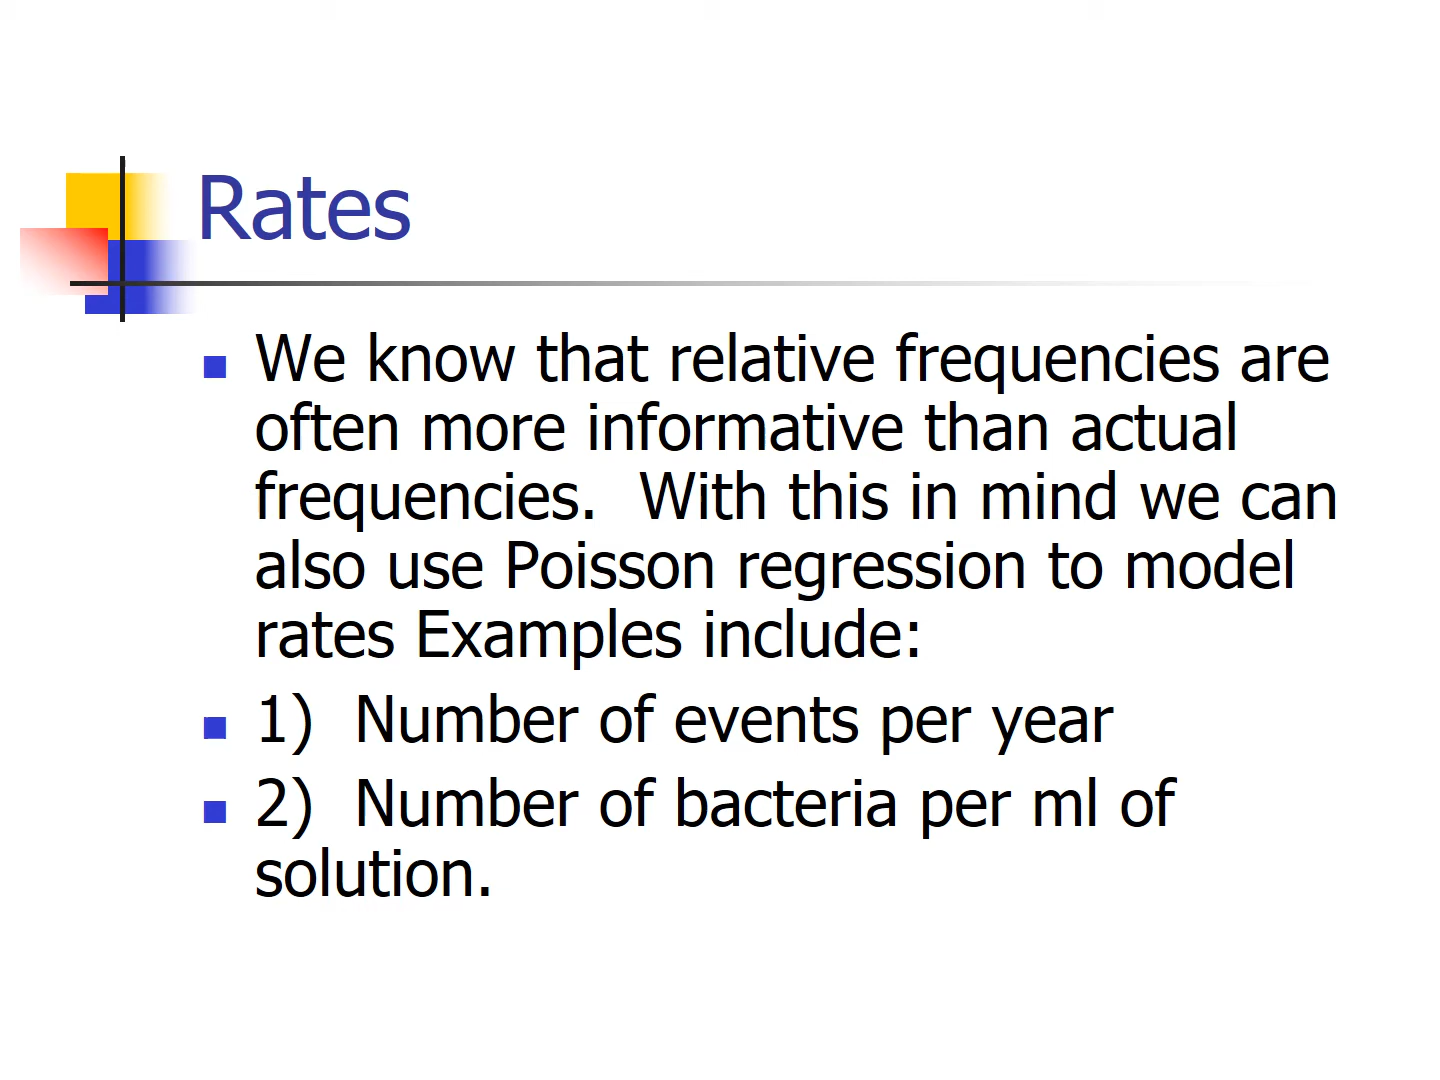 Rates
We know that relative frequencies are
often more informative than actual
frequencies.  With this in mind we can
also use Poisson regression to model
rates Examples include:
1)  Number of events per year
2)  Number of bacteria per ml of
solution.